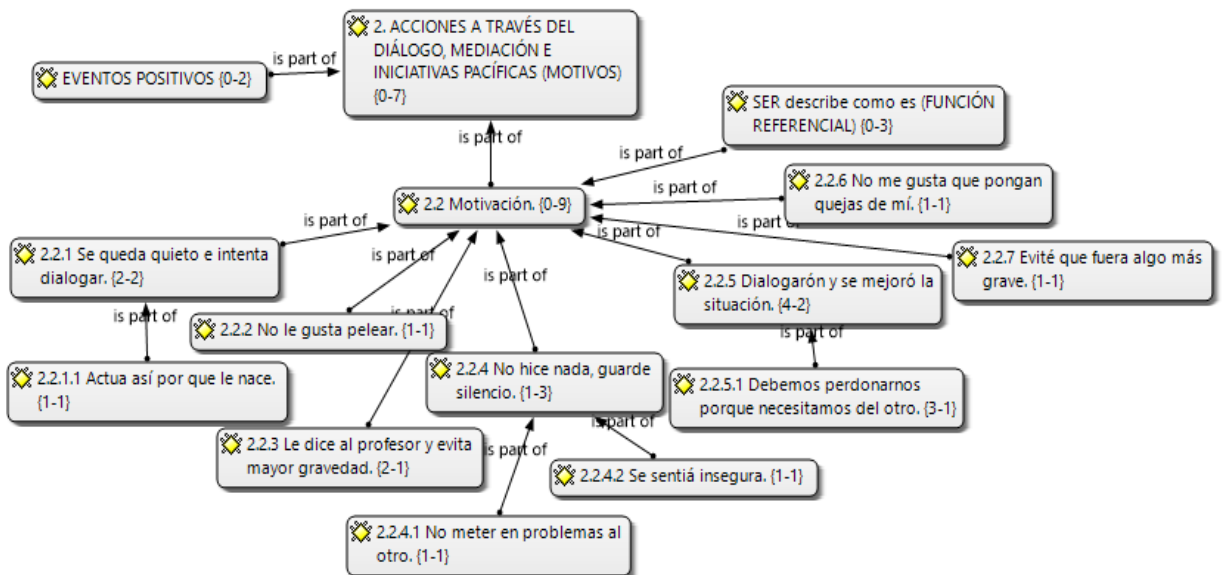 2. ACCIONES A TRAVÉS DEL
DIÁLOGO, MEDIACIÓN E
INICIATIVAS PACÍFICAS (MOTIVOS)
{0-7}
is part of
EVENTOS POSITIVOS {0-2}
SER describe como es (FUNCIÓN
REFERENCIAL) {0-3}
is part of
is part of
2.2.6 No me gusta que pongan
quejas de mí. {1-1}
is part of
2.2 Motivación. {0-9}
is part of
is part of
2.2.1 Se queda quieto e intenta
dialogar. {2-2}
is part of
is part of
is part of
2.2.7 Evité que fuera algo más
grave. {1-1}
2.2.5 Dialogarón y se mejoró la
situación. {4-2}
is part of
is part of
is part of
2.2.2 No le gusta pelear. {1-1}
is part of
2.2.1.1 Actua así por que le nace.
{1-1}
2.2.4 No hice nada, guarde
silencio. {1-3}
2.2.5.1 Debemos perdonarnos
porque necesitamos del otro. {3-1}
is part of
2.2.3 Le dice al profesor y evita
mayor gravedad. {2-1}
is part of
2.2.4.2 Se sentiá insegura. {1-1}
2.2.4.1 No meter en problemas al
otro. {1-1}